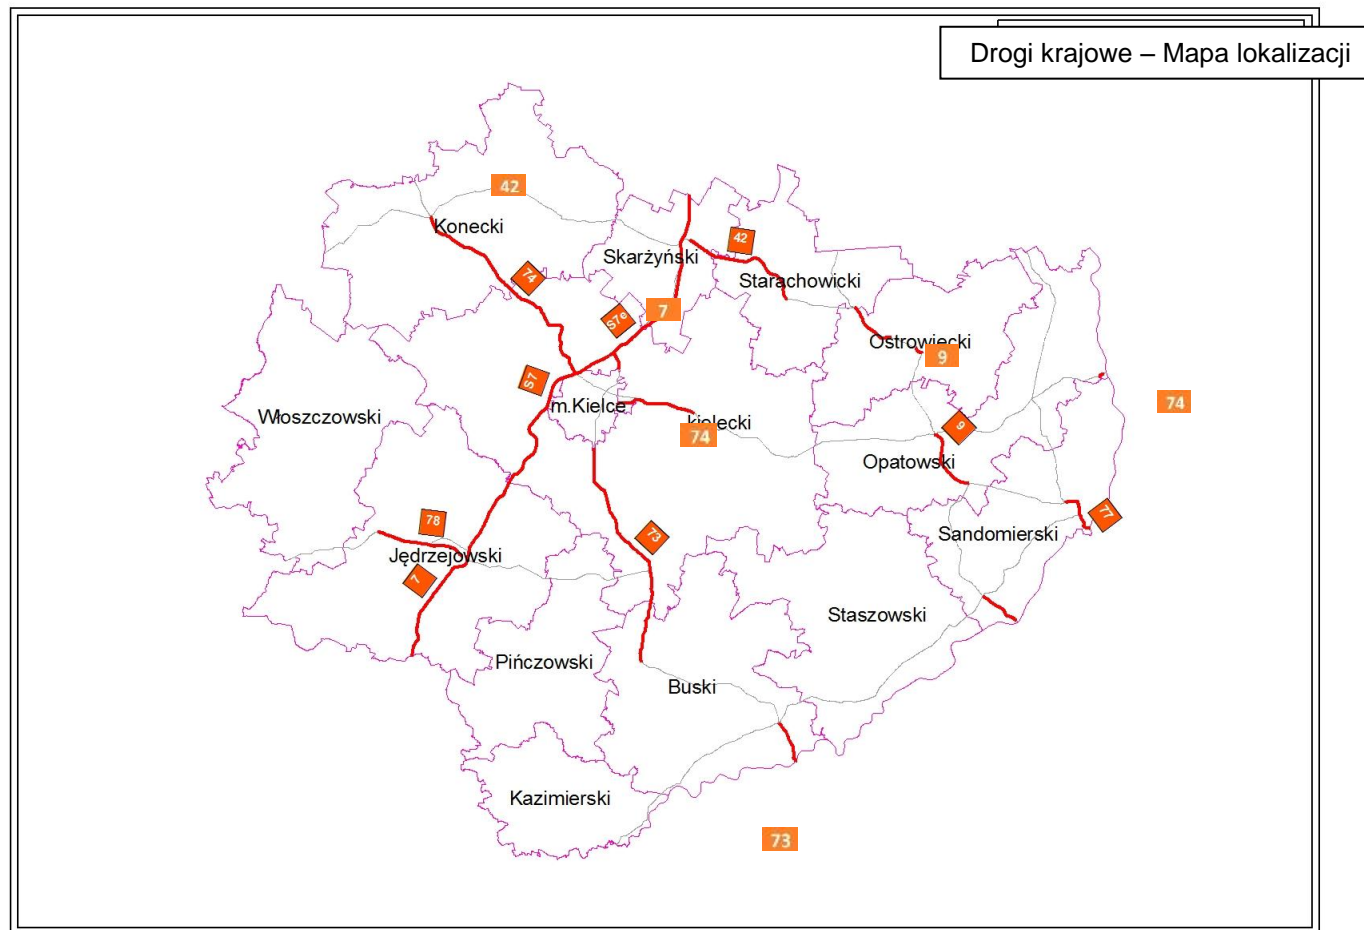 Drogi krajowe – Mapa lokalizacji
42
Konecki
42
Skarżyński
74
Starachowicki
7
S7e
Ostrowiecki
9
S7
74
m.Kielce
Włoszczowski
kielecki
9
74
Opatowski
77
78
73
Sandomierski
Jędrzejowski
7
Staszowski
Pińczowski
Buski
Kazimierski
73